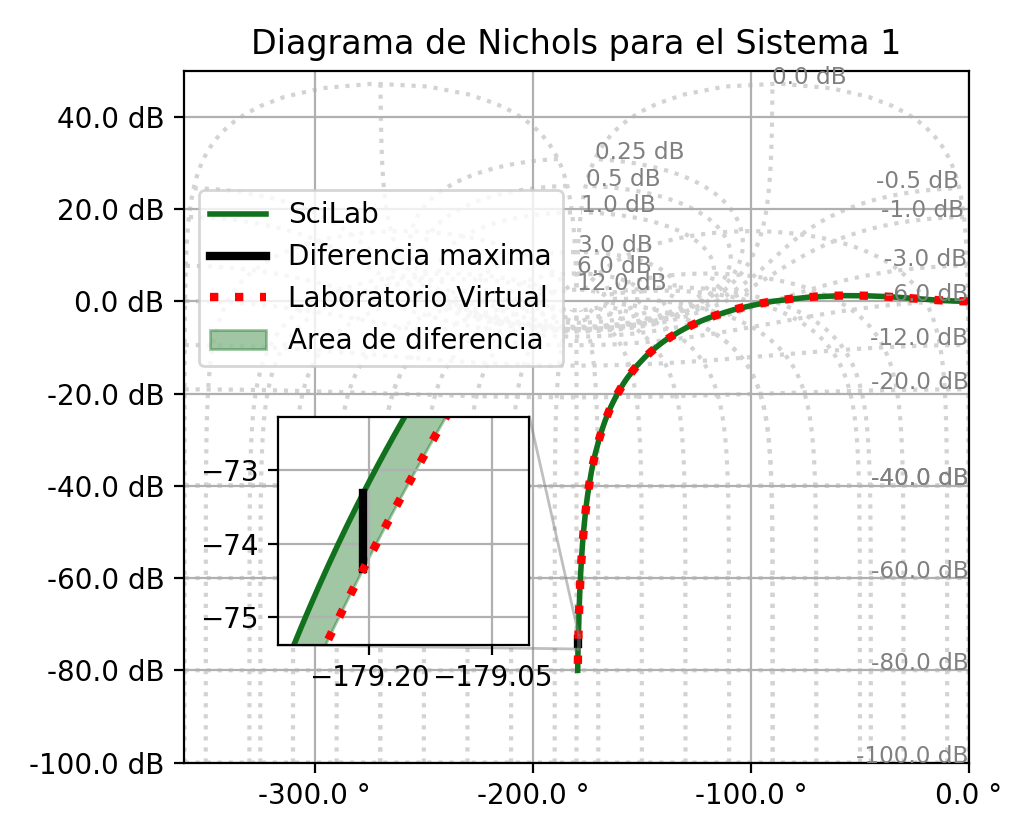 Diagrama de Nichols para el Sistema 1
0.0 dB
40.0 dB
0.25 dB
0.5 dB
-0.5 dB
20.0 dB
1.0 dB
-1.0 dB
SciLab
3.0 dB
Diferencia maxima
-3.0 dB
6.0 dB
12.0 dB
0.0 dB
Laboratorio Virtual
-6.0 dB
Area de diferencia
-12.0 dB
-20.0 dB
-20.0 dB
−73
-40.0 dB
-40.0 dB
−74
-60.0 dB
-60.0 dB
−75
-80.0 dB
−179.20
−179.05
-80.0 dB
-100.0 dB
-100.0 dB
-300.0 °
-200.0 °
-100.0 °
0.0 °